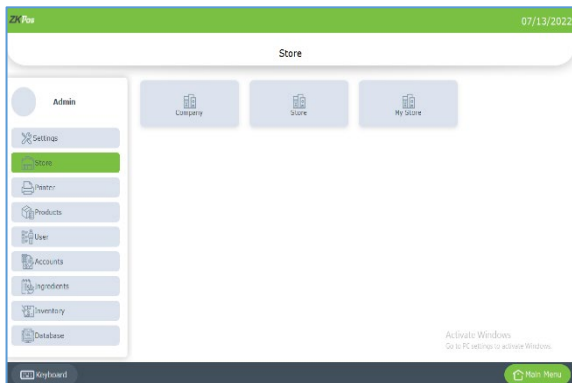 ZKPos
07/13/2022
Store
Admin
Company
Store
My Store
Settings
Store
Printer
Products
User
Accounts
Ingredients
Inventory
Database
Activate Windows
Go to PC settings to activate Windows.
Keyboard
Main Menu